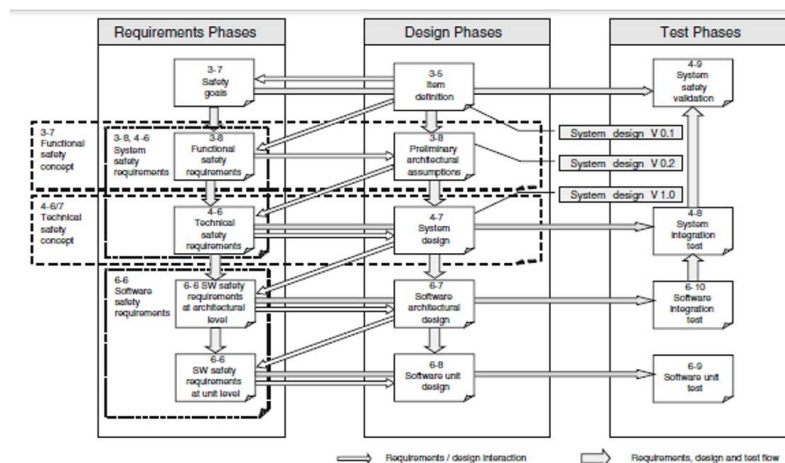 Requirements Phases
Design Phases
Test Phases
3-7
Safety
goals
3-5
Item
definition
4-9
System
safety
validation
3-7
Functional
safety
concept
3-8, 4-6
System
safety
requirements
3-8
Functional
safety
requirements
3-8
Preliminary
architectural
assumptions
System design V 0.1
System design V 0.2
System design V 1.0
4-6/7
Technical
safety
concept
4-6
Technical
safety
requirements
4-7
System
design
4-8
System
integration
test
6-6
Software
safety
requirements
6-6 SW safety
requirements
at architectural
level
6-7
Software
architectural
design
6-10
Software
integration
test
6-6
SW safety
requirements
at unit level
6-8
Software unit
design
6-9
Software unit
test
Requirements / design interaction
Requirements, design and test flow